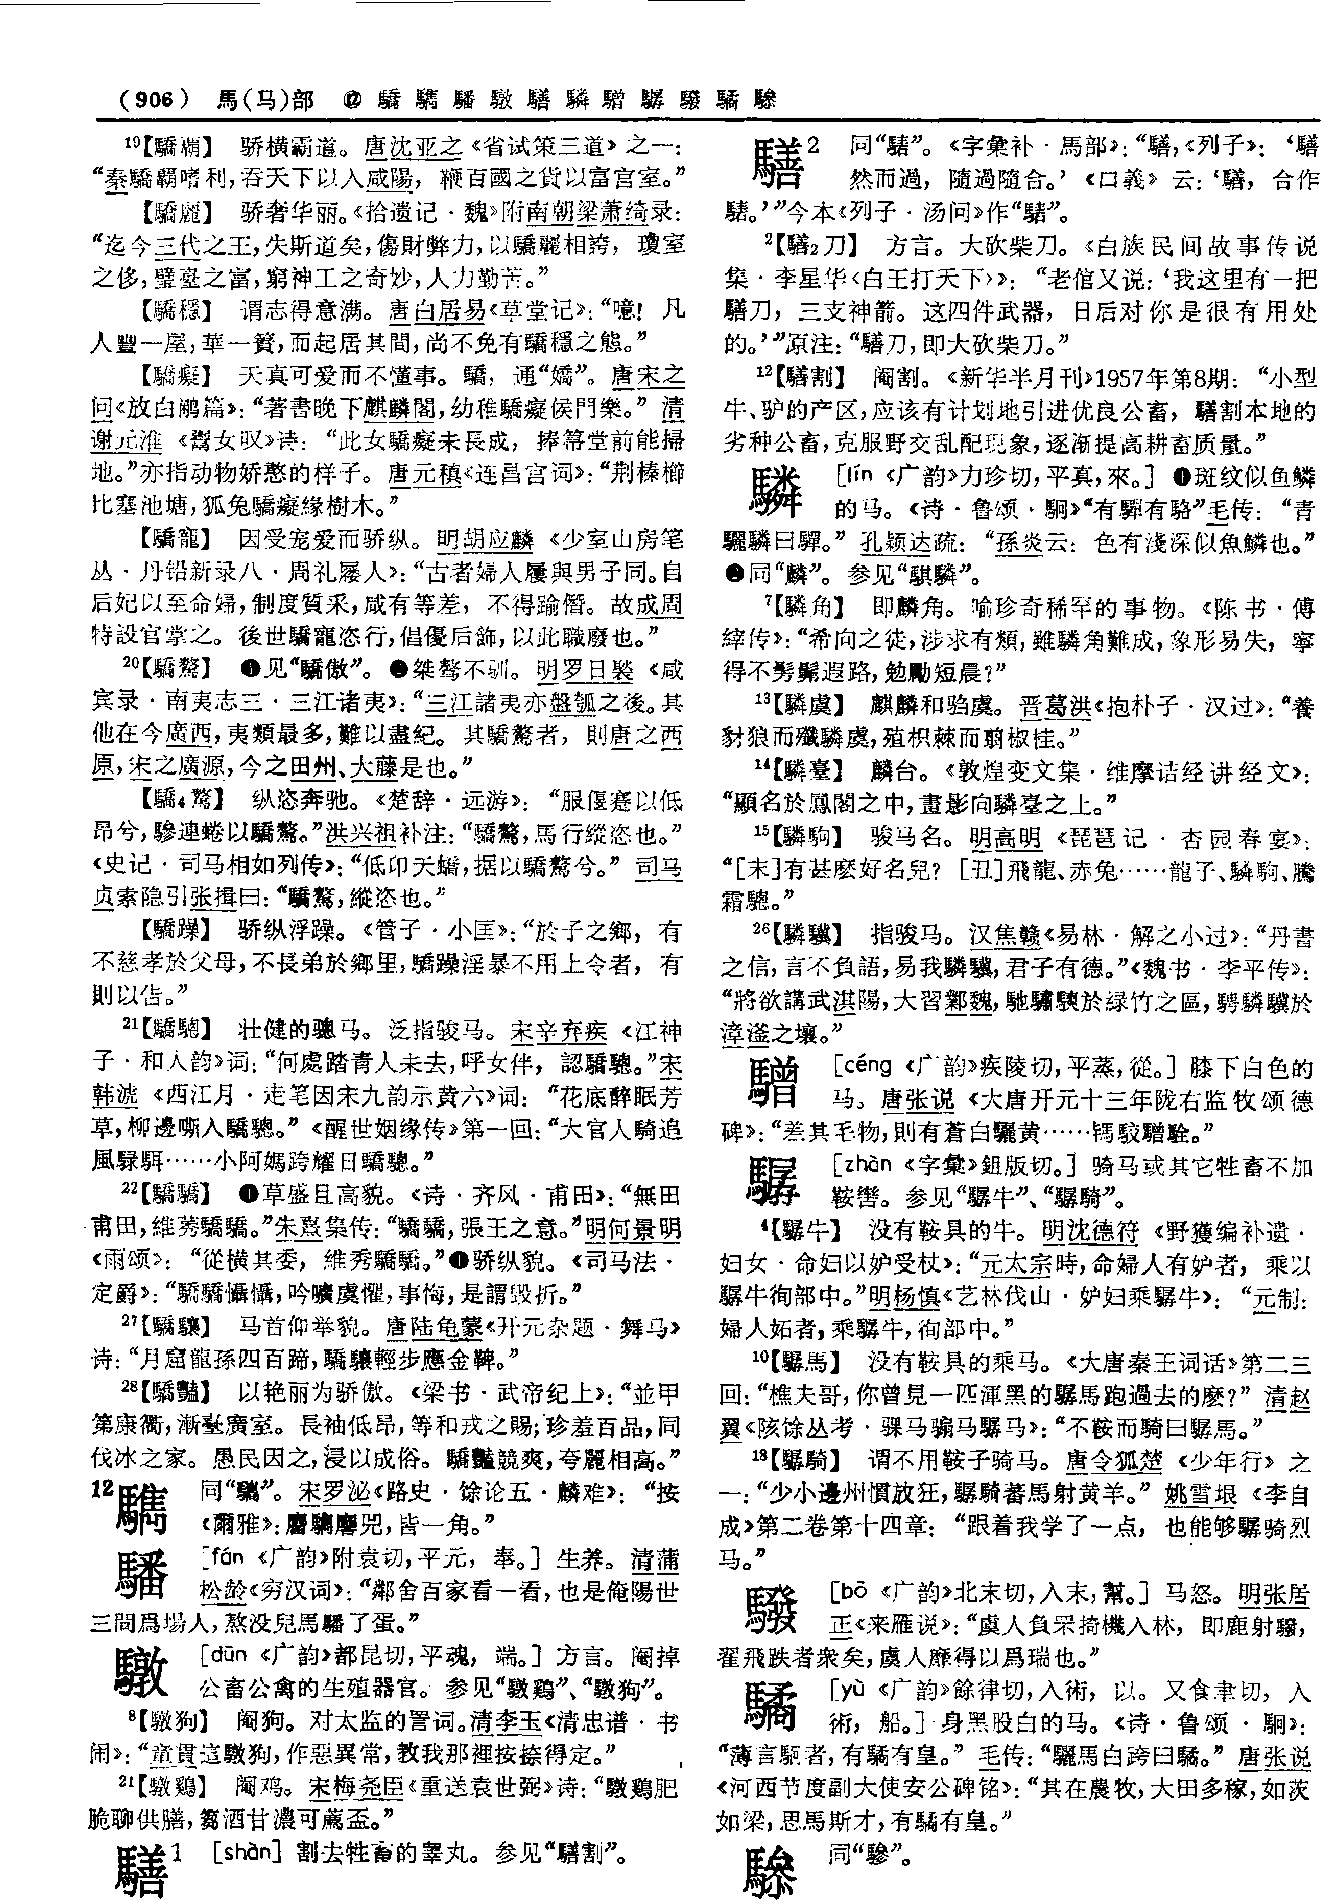 (906) 馬(马)部 ⑫ 驕 驨 䮳 驐 騸 驎 驓 驏 驋 驈 驂
¹⁹【驕覇】 骄横霸道。唐沈亚之《省试策三道》之一:
“秦驕覇嗜利,吞天下以入咸陽,鞭百國之貨以富宫室。”
【驕麗】 骄奢华丽。《拾遗记·魏》附南朝梁萧绮录:
“迄今三代之王,失斯道矣,傷財弊力,以驕麗相誇,瓊室
之侈,璧臺之富,窮神工之奇妙,人力勤苦。”
【驕穩】 谓志得意满。唐白居易《草堂记》:“噫!凡
人豐一屋,華一簣,而起居其間,尚不免有驕穩之態。”
【驕癡】 天真可爱而不懂事。驕,通“嬌”。唐宋之
问《放白鹇篇》:“著書晚下麒麟閣,幼稚驕癡侯門樂。”清
谢元淮《鬻女叹》诗:“此女驕癡未長成,捧箒堂前能掃
地。”亦指动物娇憨的样子。唐元稹《连昌宫词》:“荆榛櫛
比塞池塘,狐兔驕癡緣樹木。”
【驕寵】 因受宠爱而骄纵。明胡应麟《少室山房笔
丛·丹铅新录八·周礼屦人》:“古者婦人屨與男子同。自
后妃以至命婦,制度質采,咸有等差,不得踰僭。故成周
特設官掌之。後世驕寵恣行,倡優后飾,以此職廢也。”
²⁰【驕驁】 ❶见“驕傲”。❷桀骜不驯。明罗日褧《咸
宾录·南夷志三·三江诸夷》:“三江諸夷亦盤瓠之後。其
他在今廣西,夷類最多,難以盡紀。其驕驁者,則唐之西
原,宋之廣源,今之田州、大藤是也。”
【驕₄驁】 纵恣奔驰。《楚辞·远游》:“服偃蹇以低
昂兮,驂連蜷以驕驁。”洪兴祖补注:“驕驁,馬行縱恣也。”
《史记·司马相如列传》:“低卬夭蟜,据以驕驁兮。”司马
贞索隐引张揖曰:“驕驁,縱恣也。”
【驕躁】 骄纵浮躁。《管子·小匡》:“於子之鄉,有
不慈孝於父母,不長弟於鄉里,驕躁淫暴不用上令者,有
則以告。”
²¹【驕驄】 壮健的骢马。泛指骏马。宋辛弃疾《江神
子·和人韵》词:“何處踏青人未去,呼女伴,認驕驄。”宋
韩淲《西江月·走笔因宋九韵示黄六》词:“花底醉眠芳
草,柳邊嘶入驕驄。”《醒世姻缘传》第一回:“大官人騎追
風騄駬……小阿媽跨耀日驕驄。”
²²【驕驕】 ❶草盛且高貌。《诗·齐风·甫田》:“無田
甫田,維莠驕驕。”朱熹集传:“驕驕,張王之意。”明何景明
《雨颂》:“從横其委,維秀驕驕。”❶骄纵貌。《司马法·
定爵》:“驕驕懾懾,吟曠虞懼,事悔,是謂毁折。”
²⁷【驕驤】 马首仰举貌。唐陆龟蒙《开元杂题·舞马》
诗:“月窟龍孫四百蹄,驕驤輕步應金鞞。”
²⁸【驕豔】 以艳丽为骄傲。《梁书·武帝纪上》:“並甲
第康衢,漸臺廣室。長袖低昂,等和戎之賜;珍羞百品,同
伐冰之家。愚民因之,浸以成俗。驕豔競爽,夸麗相高。”
¹²驨 同“驨”。宋罗泌《路史·馀论五·麟难》:“按
《爾雅》:麐驨麕兕,皆一角。”
䮳 [fán《广韵》附袁切,平元,奉。] 生养。清蒲
松龄《穷汉词》:“鄰舍百家看一看,也是俺陽世
三間爲場人,熬没兒馬䮳了蛋。”
驐 [dūn《广韵》都昆切,平魂,端。] 方言。阉掉
公畜公禽的生殖器官。参见“驐鷄”、“驐狗”。
⁸【驐狗】 阉狗。对太监的詈词。清李玉《清忠谱·书
闹》:“童貫這驐狗,作惡異常,教我那裡按捺得定。”
²¹【驐鷄】 阉鸡。宋梅尧臣《重送袁世弼》诗:“驐鷄肥
脆聊供膳,蒭酒甘濃可薦盃。”
騸1 [shàn] 割去牲畜的睾丸。参见“騸割”。
騸2 同“䮞”。《字彙补·馬部》:“騸,《列子》:‘騸
然而過,隨過隨合。’《口義》云:‘騸,合作
䮞。’”今本《列子·汤问》作“䮞”。
²【騸₂刀】 方言。大砍柴刀。《白族民间故事传说
集·李星华〈白王打天下〉》:“老倌又说:‘我这里有一把
騸刀,三支神箭。这四件武器,日后对你是很有用处
的。’”原注:“騸刀,即大砍柴刀。”
¹²【騸割】 阉割。《新华半月刊》1957年第8期:“小型
牛、驴的产区,应该有计划地引进优良公畜,騸割本地的
劣种公畜,克服野交乱配现象,逐渐提高耕畜质量。”
驎 [lín《广韵》力珍切,平真,來。] ❶斑纹似鱼鳞
的马。《诗·鲁颂·駉》“有驒有駱”毛传:“青
驪驎曰驒。”孔颖达疏:“孫炎云:色有淺深似魚鱗也。”
❷同“麟”。参见“騏驎”。
⁷【驎角】 即麟角。喻珍奇稀罕的事物。《陈书·傅
縡传》:“希向之徒,涉求有類,雖驎角難成,象形易失,寧
得不髣髴遐路,勉勵短晨?”
¹³【驎虞】 麒麟和驺虞。晋葛洪《抱朴子·汉过》:“養
豺狼而殲驎虞,殖枳棘而翦椒桂。”
¹⁴【驎臺】 麟台。《敦煌变文集·维摩诘经讲经文》:
“顯名於鳳閣之中,畫影向驎臺之上。”
¹⁵【驎駒】 骏马名。明高明《琵琶记·杏园春宴》:
“[末]有甚麽好名兒?[丑]飛龍、赤兔……龍子、驎駒、騰
霜驄。”
²⁶【驎驥】 指骏马。汉焦赣《易林·解之小过》:“丹書
之信,言不負語,易我驎驥,君子有德。”《魏书·李平传》:
“將欲講武淇陽,大習鄴魏,馳驌騻於緑竹之區,騁驎驥於
漳滏之壤。”
驓 [céng《广韵》疾陵切,平蒸,從。] 膝下白色的
马。唐张说《大唐开元十三年陇右监牧颂德
碑》:“差其毛物,則有蒼白驪黄……驈駮驓騇。”
驏 [zhàn《字彙》鉏版切。] 骑马或其它牲畜不加
鞍辔。参见“驏牛”、“驏騎”。
⁴【驏牛】 没有鞍具的牛。明沈德符《野獲编补遗·
妇女·命妇以妒受杖》:“元太宗時,命婦人有妒者,乘以
驏牛徇部中。”明杨慎《艺林伐山·妒妇乘驏牛》:“元制:
婦人妬者,乘驏牛,徇部中。”
¹⁰【驏馬】 没有鞍具的乘马。《大唐秦王词话》第二三
回:“樵夫哥,你曾見一匹渾黑的驏馬跑過去的麽?”清赵
翼《陔馀丛考·骒马骟马驏马》:“不鞍而騎曰驏馬。”
¹⁸【驏騎】 谓不用鞍子骑马。唐令狐楚《少年行》之
一:“少小邊州慣放狂,驏騎蕃馬射黄羊。”姚雪垠《李自
成》第二卷第十四章:“跟着我学了一点,也能够驏骑烈
马。”
驋 [bō《广韵》北末切,入末,幫。] 马怒。明张居
正《来雁说》:“虞人負罘掎機入林,即鹿射驋,
翟飛跌者衆矣,虞人靡得以爲瑞也。”
驈 [yù《广韵》餘律切,入術,以。又食聿切,入
術,船。] 身黑股白的马。《诗·鲁颂·駉》:
“薄言駉者,有驈有皇。”毛传:“驪馬白跨曰驈。”唐张说
《河西节度副大使安公碑铭》:“其在農牧,大田多稼,如茨
如梁,思馬斯才,有驈有皇。”
驂 同“驂”。